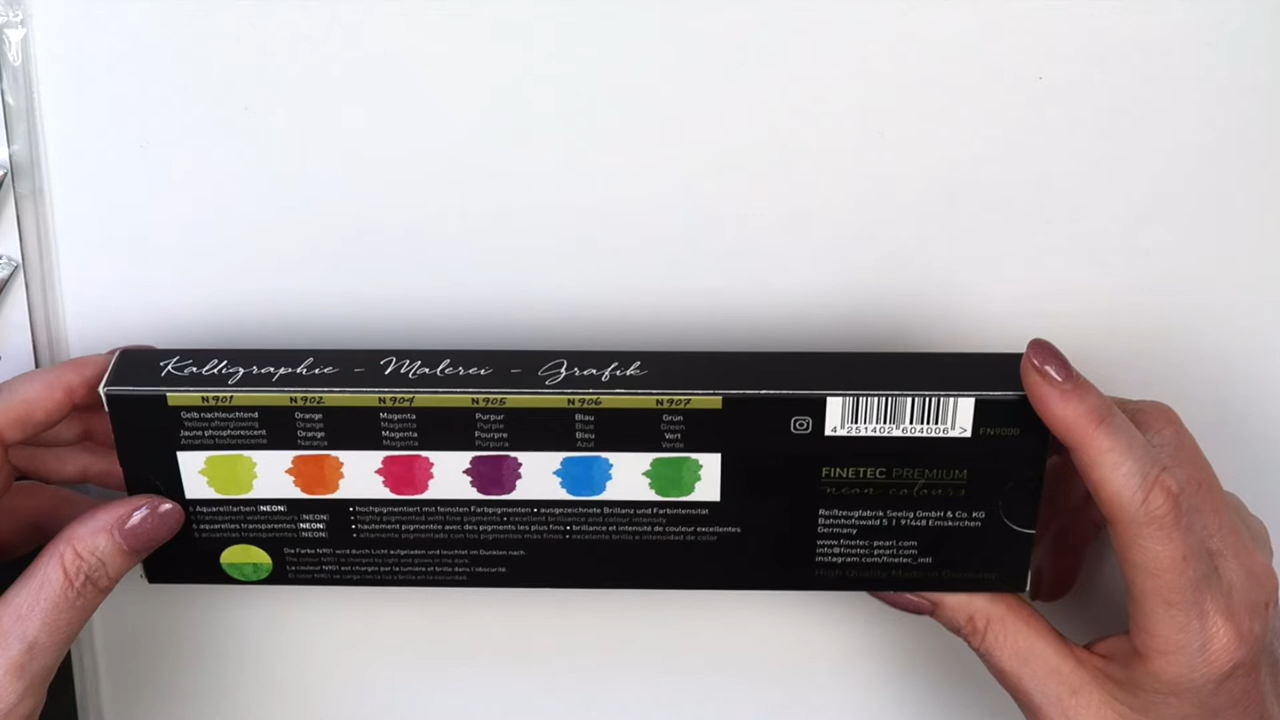 Kalligraphie - Malerei - Grafik
N901 N902 N904 N905 N906 N907
Gelb nachleuchtend Orange Magenta Purpur Blau Grün
Yellow afterglowing Orange Magenta Purple Blue Green
Jaune phosphorescent Orange Magenta Pourpre Bleu Vert
Amarillo fosforescente Naranja Magenta Púrpura Azul Verde
6 Aquarellfarben (NEON)
6 transparent watercolours (NEON)
6 aquarelles transparentes (NEON)
6 acuarelas transparentes (NEON)
• hochpigmentiert mit feinsten Farbpigmenten • ausgezeichnete Brillanz und Farbintensität
• highly pigmented with fine pigments • excellent brilliance and colour intensity
• hautement pigmentée avec des pigments les plus fins • brillance et intensité de couleur excellentes
• altamente pigmentado con los pigmentos más finos • excelente brillo e intensidad de color
Die Farbe N901 wird durch Licht aufgeladen und leuchtet im Dunklen nach.
The colour N901 is charged by light and glows in the dark.
La couleur N901 est chargée par la lumière et brille dans l'obscurité.
El color N901 se carga con la luz y brilla en la oscuridad.
4 251402 604006 >
FN9000
FINETEC PREMIUM
neon colours
Reißzeugfabrik Seelig GmbH & Co. KG
Bahnhofswald 5 | 91448 Emskirchen
Germany
www.finetec-pearl.com
info@finetec-pearl.com
instagram.com/finetec_intl
High Quality Made in Germany